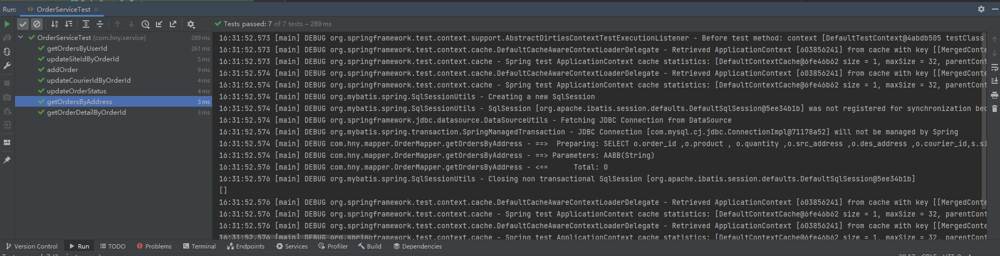 Run: OrderServiceTest
Tests passed: 7 of 7 tests – 289 ms
OrderServiceTest (com.hny.service) 289 ms
getOrdersByUserId 261 ms
updateSiteIdByOrderId 5 ms
addOrder 9 ms
updateCourierIdByOrderId 4 ms
updateOrderStatus 4 ms
getOrdersByAddress 3 ms
getOrderDetailByOrderId 3 ms
16:31:52.573 [main] DEBUG org.springframework.test.context.support.AbstractDirtiesContextTestExecutionListener - Before test method: context [DefaultTestContext@4abdb505 testClass
16:31:52.573 [main] DEBUG org.springframework.test.context.cache.DefaultCacheAwareContextLoaderDelegate - Retrieved ApplicationContext [603856241] from cache with key [[MergedConte
16:31:52.573 [main] DEBUG org.springframework.test.context.cache - Spring test ApplicationContext cache statistics: [DefaultContextCache@6fe46b62 size = 1, maxSize = 32, parentCont
16:31:52.574 [main] DEBUG org.springframework.test.context.cache.DefaultCacheAwareContextLoaderDelegate - Retrieved ApplicationContext [603856241] from cache with key [[MergedConte
16:31:52.574 [main] DEBUG org.springframework.test.context.cache - Spring test ApplicationContext cache statistics: [DefaultContextCache@6fe46b62 size = 1, maxSize = 32, parentCont
16:31:52.574 [main] DEBUG org.mybatis.spring.SqlSessionUtils - Creating a new SqlSession
16:31:52.574 [main] DEBUG org.mybatis.spring.SqlSessionUtils - SqlSession [org.apache.ibatis.session.defaults.DefaultSqlSession@5ee34b1b] was not registered for synchronization bec
16:31:52.574 [main] DEBUG org.springframework.jdbc.datasource.DataSourceUtils - Fetching JDBC Connection from DataSource
16:31:52.574 [main] DEBUG org.mybatis.spring.transaction.SpringManagedTransaction - JDBC Connection [com.mysql.cj.jdbc.ConnectionImpl@71178a52] will not be managed by Spring
16:31:52.574 [main] DEBUG com.hny.mapper.OrderMapper.getOrdersByAddress - ==>  Preparing: SELECT o.order_id ,o.product , o.quantity ,o.src_address ,o.des_address ,o.courier_id,s.si
16:31:52.574 [main] DEBUG com.hny.mapper.OrderMapper.getOrdersByAddress - ==> Parameters: AABB(String)
16:31:52.576 [main] DEBUG com.hny.mapper.OrderMapper.getOrdersByAddress - <==      Total: 0
16:31:52.576 [main] DEBUG org.mybatis.spring.SqlSessionUtils - Closing non transactional SqlSession [org.apache.ibatis.session.defaults.DefaultSqlSession@5ee34b1b]
[]
16:31:52.576 [main] DEBUG org.springframework.test.context.cache.DefaultCacheAwareContextLoaderDelegate - Retrieved ApplicationContext [603856241] from cache with key [[MergedConte
16:31:52.576 [main] DEBUG org.springframework.test.context.cache - Spring test ApplicationContext cache statistics: [DefaultContextCache@6fe46b62 size = 1, maxSize = 32, parentCont
16:31:52.576 [main] DEBUG org.springframework.test.context.cache.DefaultCacheAwareContextLoaderDelegate - Retrieved ApplicationContext [603856241] from cache with key [[MergedConte
16:31:52.576 [main] DEBUG org.springframework.test.context.cache - Spring test ApplicationContext cache statistics: [DefaultContextCache@6fe46b62 size = 1, maxSize = 32, parentCont
Version Control Run TODO Problems Terminal Endpoints Services Profiler Build Dependencies